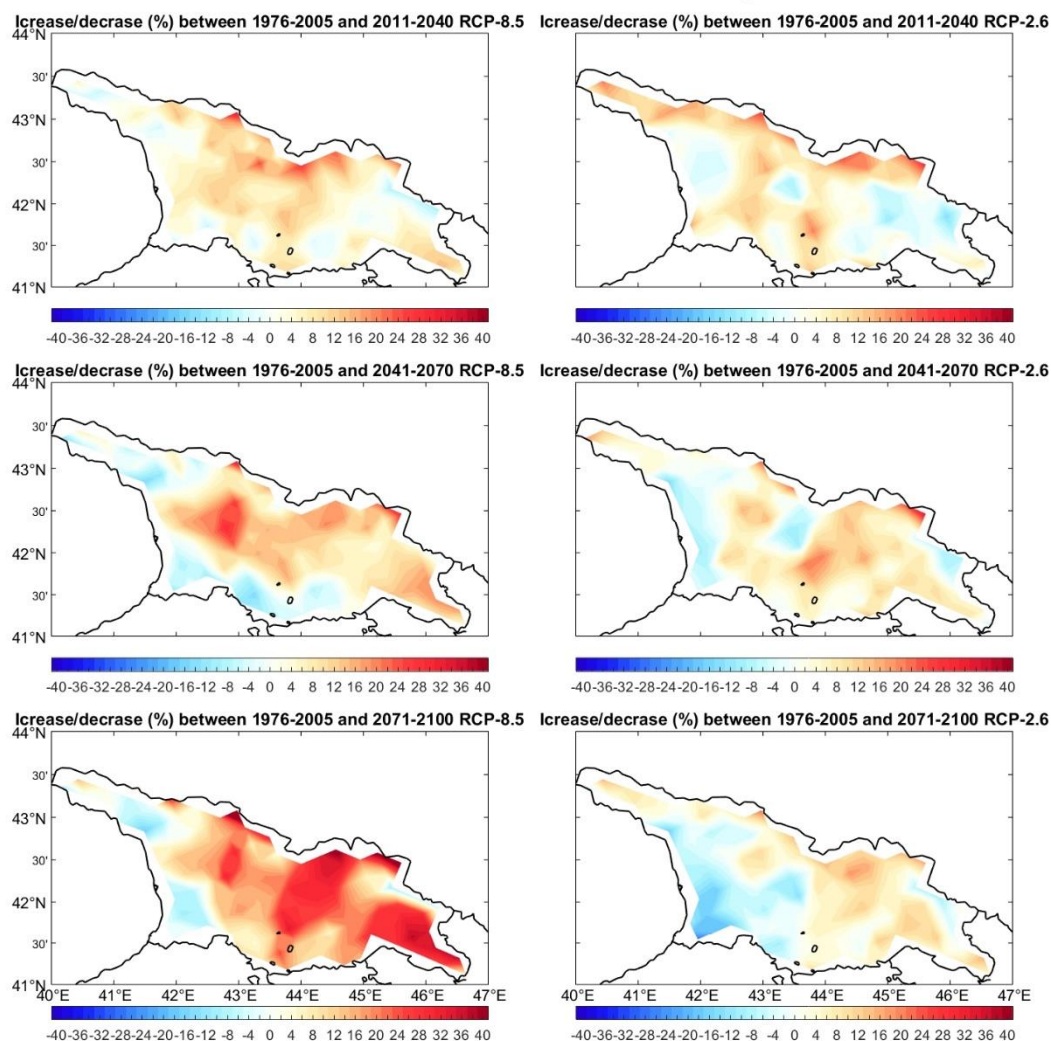 Icrease/decrase (%) between 1976-2005 and 2011-2040 RCP-8.5
44°N
30'
43°N
30'
42°N
30'
41°N
-40-36-32-28-24-20-16-12 -8 -4 0 4 8 12 16 20 24 28 32 36 40
Icrease/decrase (%) between 1976-2005 and 2011-2040 RCP-2.6
-40-36-32-28-24-20-16-12 -8 -4 0 4 8 12 16 20 24 28 32 36 40
Icrease/decrase (%) between 1976-2005 and 2041-2070 RCP-8.5
44°N
30'
43°N
30'
42°N
30'
41°N
-40-36-32-28-24-20-16-12 -8 -4 0 4 8 12 16 20 24 28 32 36 40
Icrease/decrase (%) between 1976-2005 and 2041-2070 RCP-2.6
-40-36-32-28-24-20-16-12 -8 -4 0 4 8 12 16 20 24 28 32 36 40
Icrease/decrase (%) between 1976-2005 and 2071-2100 RCP-8.5
44°N
30'
43°N
30'
42°N
30'
41°N
40°E 41°E 42°E 43°E 44°E 45°E 46°E 47°E
-40-36-32-28-24-20-16-12 -8 -4 0 4 8 12 16 20 24 28 32 36 40
Icrease/decrase (%) between 1976-2005 and 2071-2100 RCP-2.6
40°E 41°E 42°E 43°E 44°E 45°E 46°E 47°E
-40-36-32-28-24-20-16-12 -8 -4 0 4 8 12 16 20 24 28 32 36 40